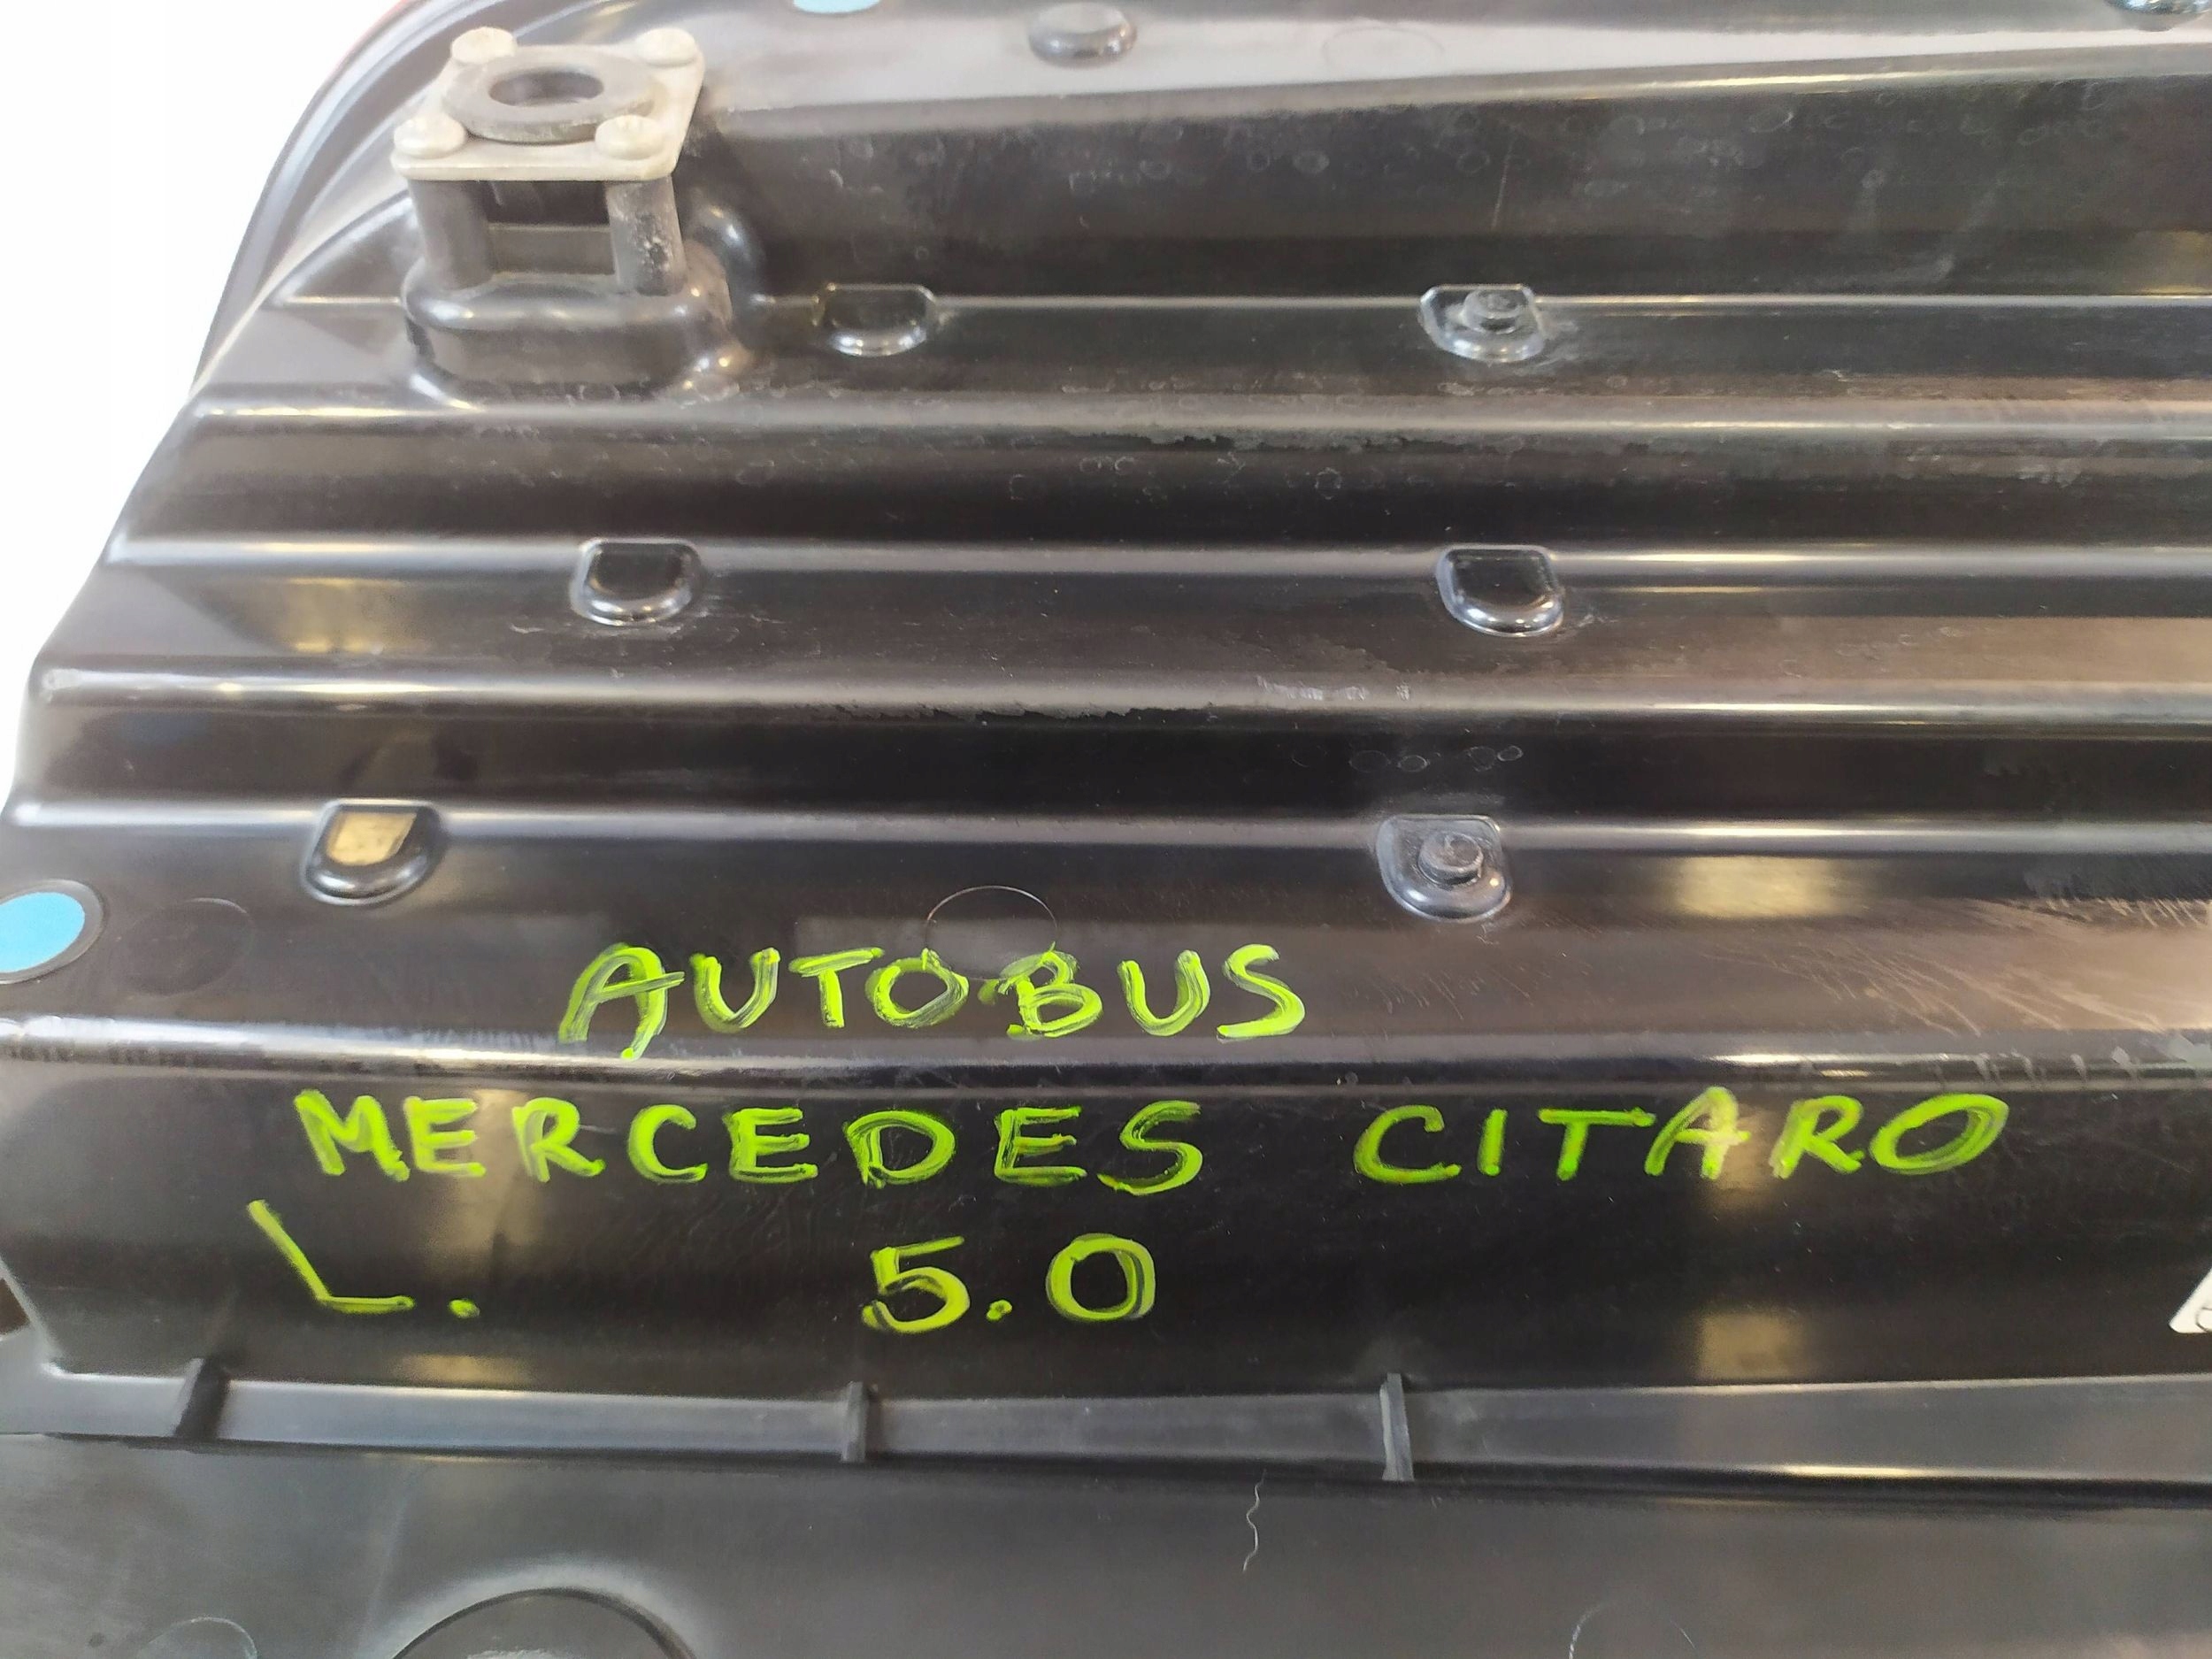 AUTOBUS
MERCEDES CITARO
L. 5.0